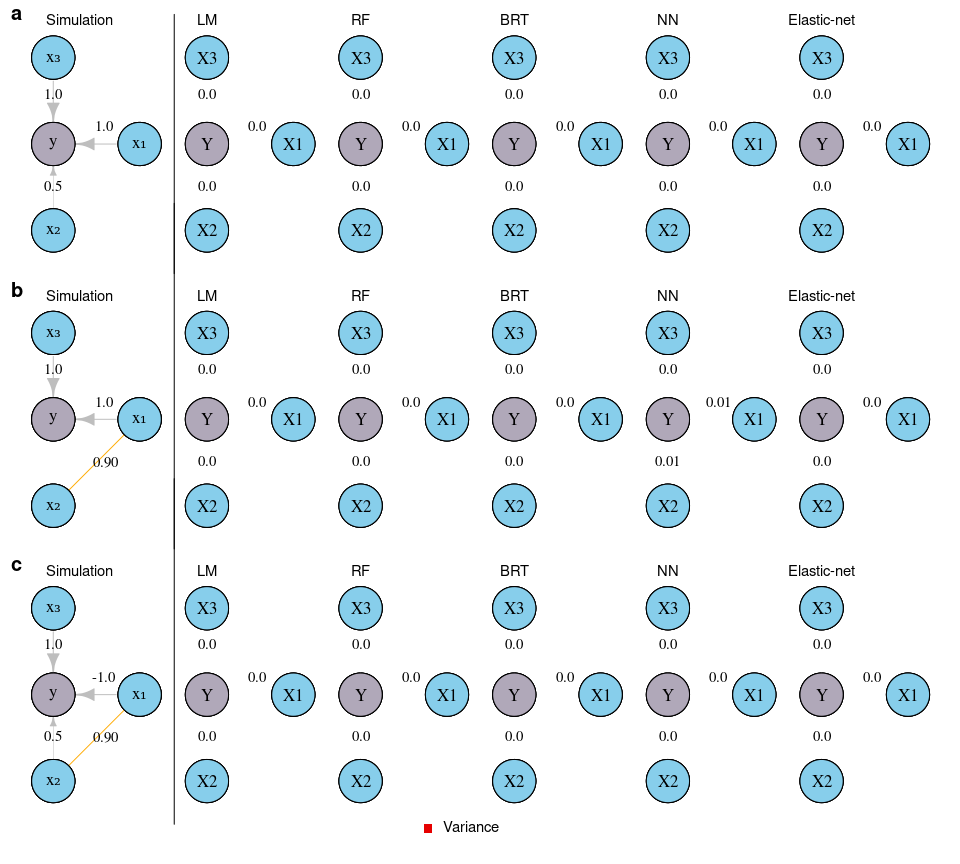 a
Simulation LM RF BRT NN Elastic-net
x₃ X3 X3 X3 X3 X3
1.0 0.0 0.0 0.0 0.0 0.0
1.0 0.0 0.0 0.0 0.0 0.0
y x₁ Y X1 Y X1 Y X1 Y X1 Y X1
0.5 0.0 0.0 0.0 0.0 0.0
x₂ X2 X2 X2 X2 X2
b
Simulation LM RF BRT NN Elastic-net
x₃ X3 X3 X3 X3 X3
1.0 0.0 0.0 0.0 0.0 0.0
1.0 0.0 0.0 0.0 0.01 0.0
y x₁ Y X1 Y X1 Y X1 Y X1 Y X1
0.90 0.0 0.0 0.0 0.01 0.0
x₂ X2 X2 X2 X2 X2
c
Simulation LM RF BRT NN Elastic-net
x₃ X3 X3 X3 X3 X3
1.0 0.0 0.0 0.0 0.0 0.0
-1.0 0.0 0.0 0.0 0.0 0.0
y x₁ Y X1 Y X1 Y X1 Y X1 Y X1
0.5 0.90 0.0 0.0 0.0 0.0 0.0
x₂ X2 X2 X2 X2 X2
Variance